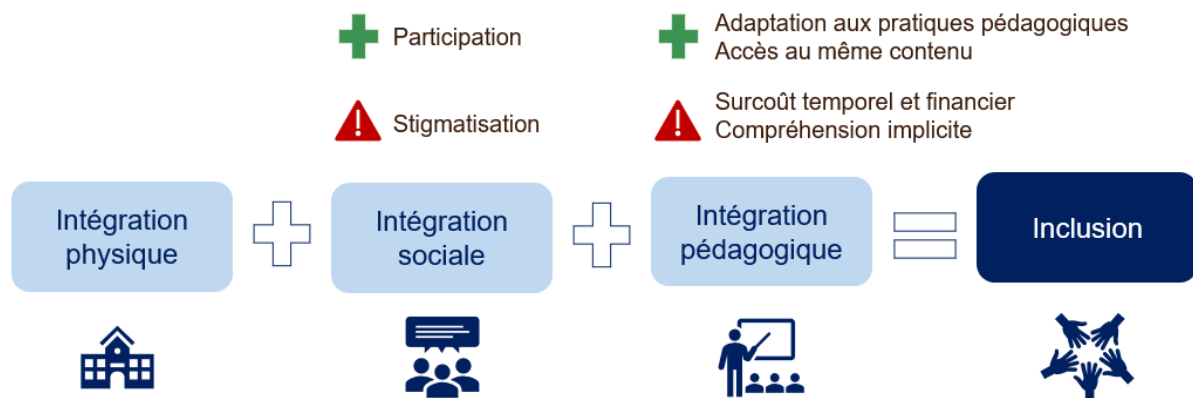 Participation
Adaptation aux pratiques pédagogiques
Accès au même contenu
Stigmatisation
Surcoût temporel et financier
Compréhension implicite
Intégration
physique
Intégration
sociale
Intégration
pédagogique
Inclusion